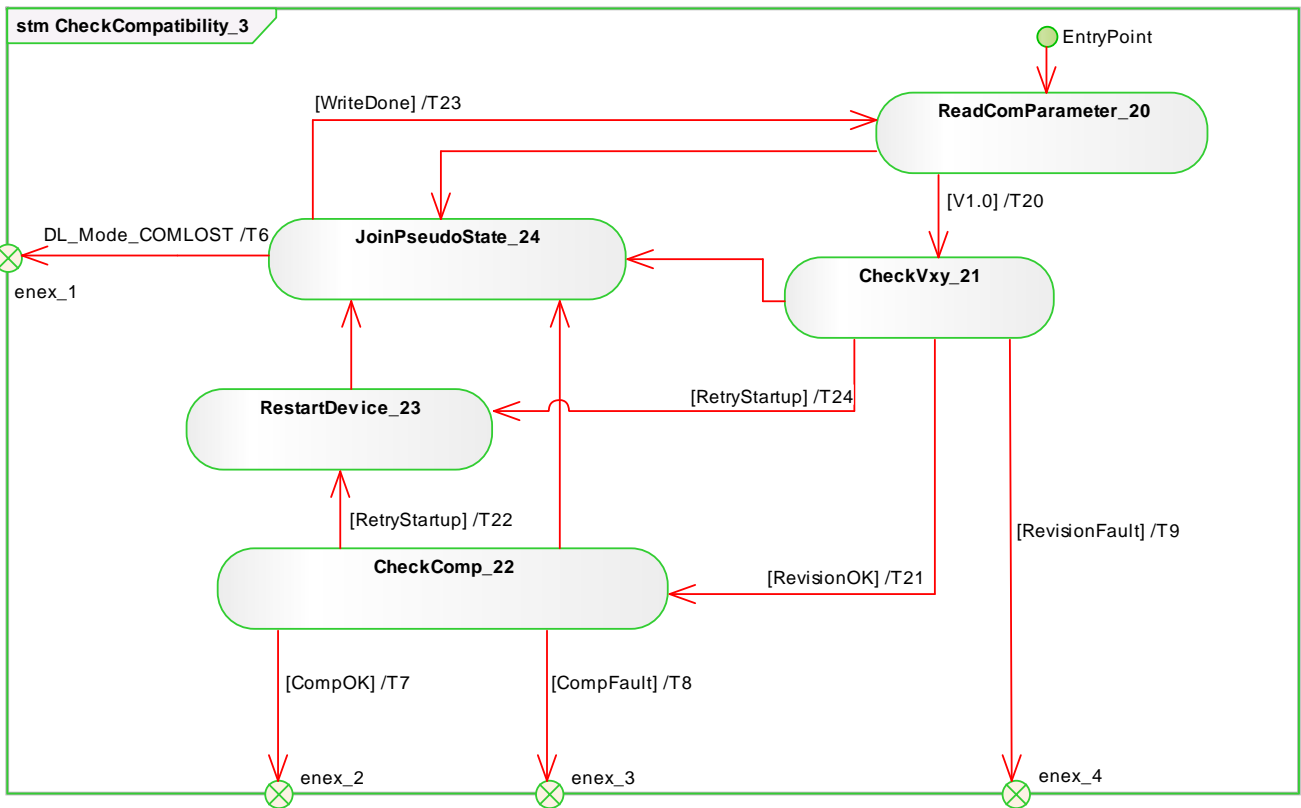 stm CheckCompatibility_3
EntryPoint
[WriteDone] /T23
ReadComParameter_20
[V1.0] /T20
DL_Mode_COMLOST /T6
JoinPseudoState_24
enex_1
CheckVxy_21
RestartDevice_23
[RetryStartup] /T24
[RetryStartup] /T22
[RevisionFault] /T9
CheckComp_22
[RevisionOK] /T21
[CompOK] /T7
[CompFault] /T8
enex_2
enex_3
enex_4